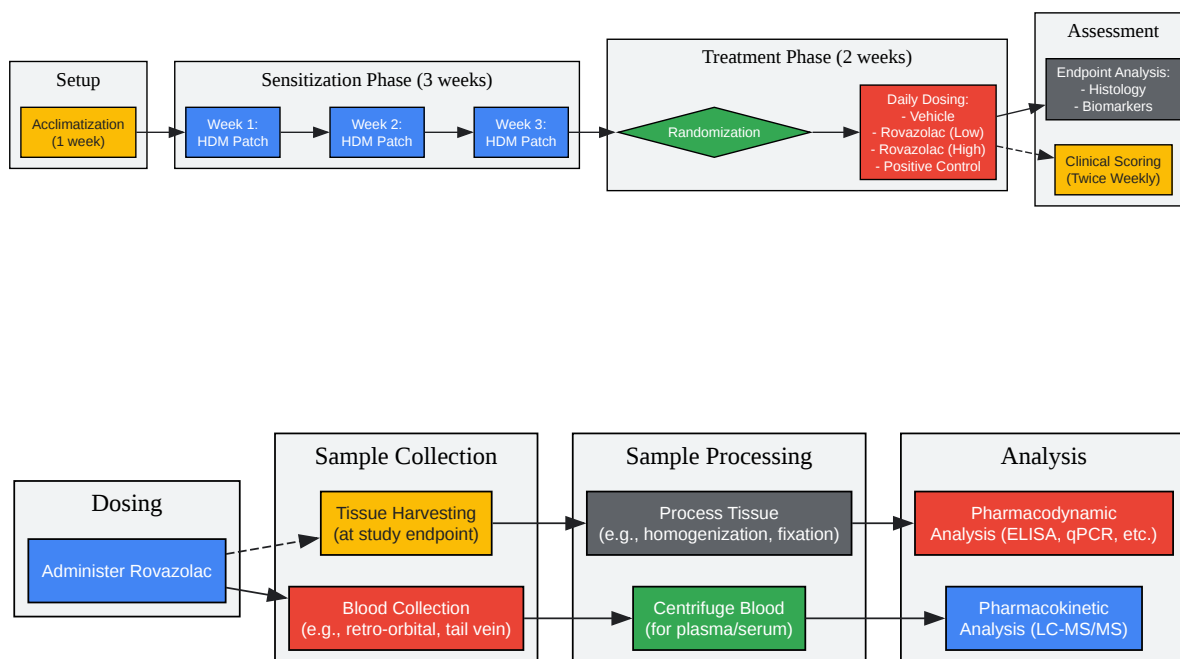 Setup
Acclimatization
(1 week)
Sensitization Phase (3 weeks)
Week 1:
HDM Patch
Week 2:
HDM Patch
Week 3:
HDM Patch
Treatment Phase (2 weeks)
Randomization
Daily Dosing:
- Vehicle
- Rovazolac (Low)
- Rovazolac (High)
- Positive Control
Assessment
Endpoint Analysis:
- Histology
- Biomarkers
Clinical Scoring
(Twice Weekly)
Dosing
Administer Rovazolac
Sample Collection
Tissue Harvesting
(at study endpoint)
Blood Collection
(e.g., retro-orbital, tail vein)
Sample Processing
Process Tissue
(e.g., homogenization, fixation)
Centrifuge Blood
(for plasma/serum)
Analysis
Pharmacodynamic
Analysis (ELISA, qPCR, etc.)
Pharmacokinetic
Analysis (LC-MS/MS)